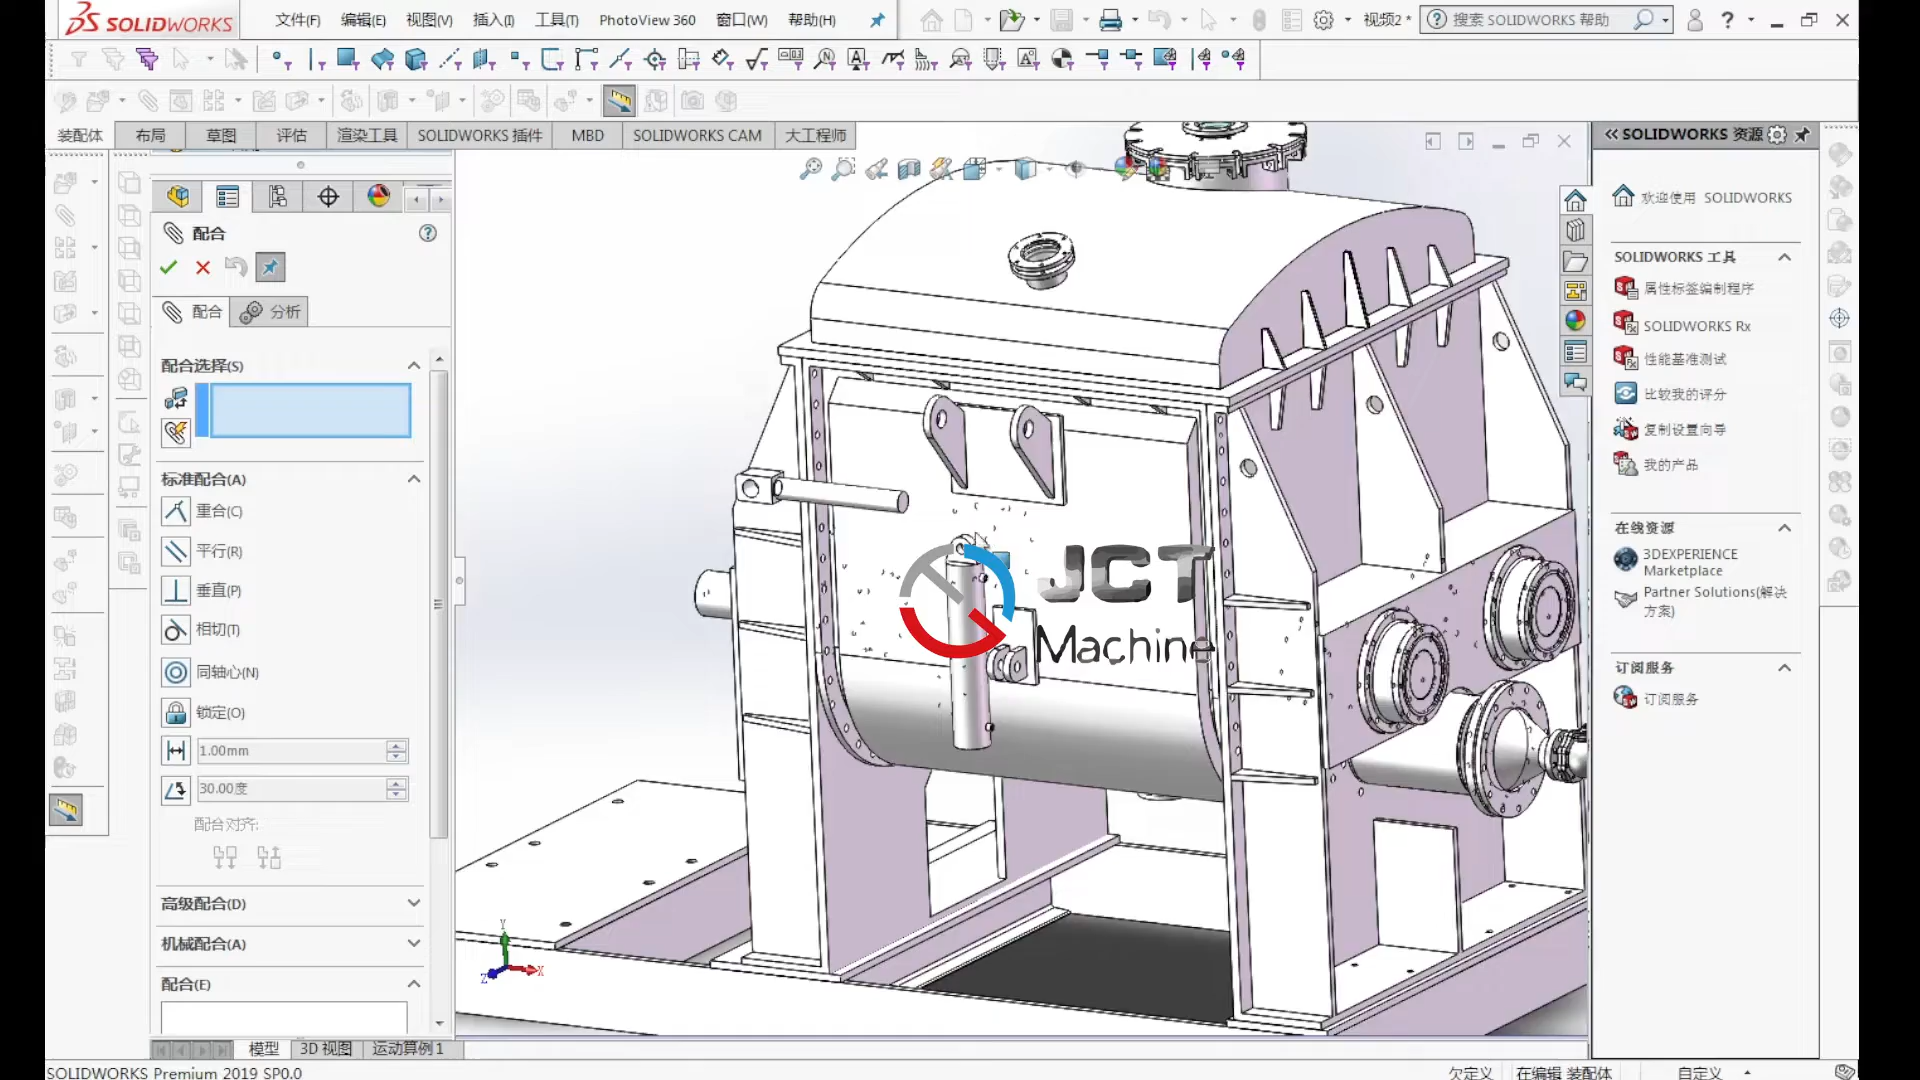 SOLIDWORKS
文件(F) 编辑(E) 视图(V) 插入(I) 工具(T) PhotoView 360 窗口(W) 帮助(H)
视频2 *
搜索 SOLIDWORKS 帮助
装配体 布局 草图 评估 渲染工具 SOLIDWORKS 插件 MBD SOLIDWORKS CAM 大工程师
配合
配合 分析
配合选择(S)
标准配合(A)
重合(C)
平行(R)
垂直(P)
相切(T)
同轴心(N)
锁定(O)
1.00mm
30.00度
配合对齐:
高级配合(D)
机械配合(A)
配合(E)
JCT
Machine
Y
X
Z
SOLIDWORKS 资源
欢迎使用 SOLIDWORKS
SOLIDWORKS 工具
属性标签编制程序
SOLIDWORKS Rx
性能基准测试
比较我的评分
复制设置向导
我的产品
在线资源
3DEXPERIENCE
Marketplace
Partner Solutions(解决
方案)
订阅服务
订阅服务
模型 3D 视图 运动算例 1
SOLIDWORKS Premium 2019 SP0.0
欠定义 在编辑 装配体 自定义